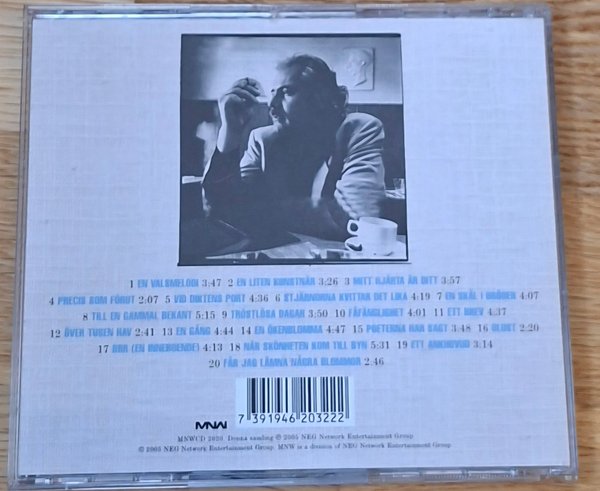 1 EN VALSMELODI 3:47 2 EN LITEN KONSTNÄR 3:26 3 MITT HJÄRTA ÄR DITT 3:57
4 PRECIS SOM FÖRUT 2:07 5 VID DIKTENS PORT 4:36 6 STJÄRNORNA KVITTAR DET LIKA 4:19 7 EN SKÅL I 4:07
8 TILL EN GAMMAL BEKANT 5:15 9 TRÖSTLÖSA DAGAR 3:50 10 FÅFÄNGLIGHET 4:01 11 ETT BREV 4:37
12 ÖVER TUSEN HAV 2:41 13 EN GÅNG 4:44 14 EN ÖKENBLOMMA 4:47 15 POETERNA HAR SAGT 3:48 16 2:20
17 (EN INNEBOENDE) 4:13 18 NÄR SKÖNHETEN KOM TILL BYN 5:31 19 ETT ANKHUVUD 3:14
20 FÅR JAG LÄMNA NÅGRA BLOMMOR 2:46
MNW
7 391946 203222
MNWCD 2020. Denna samling ℗ 2005 NEG Network Entertainment Group
© 2005 NEG Network Entertainment Group. MNW is a division of NEG Network Entertainment Group.